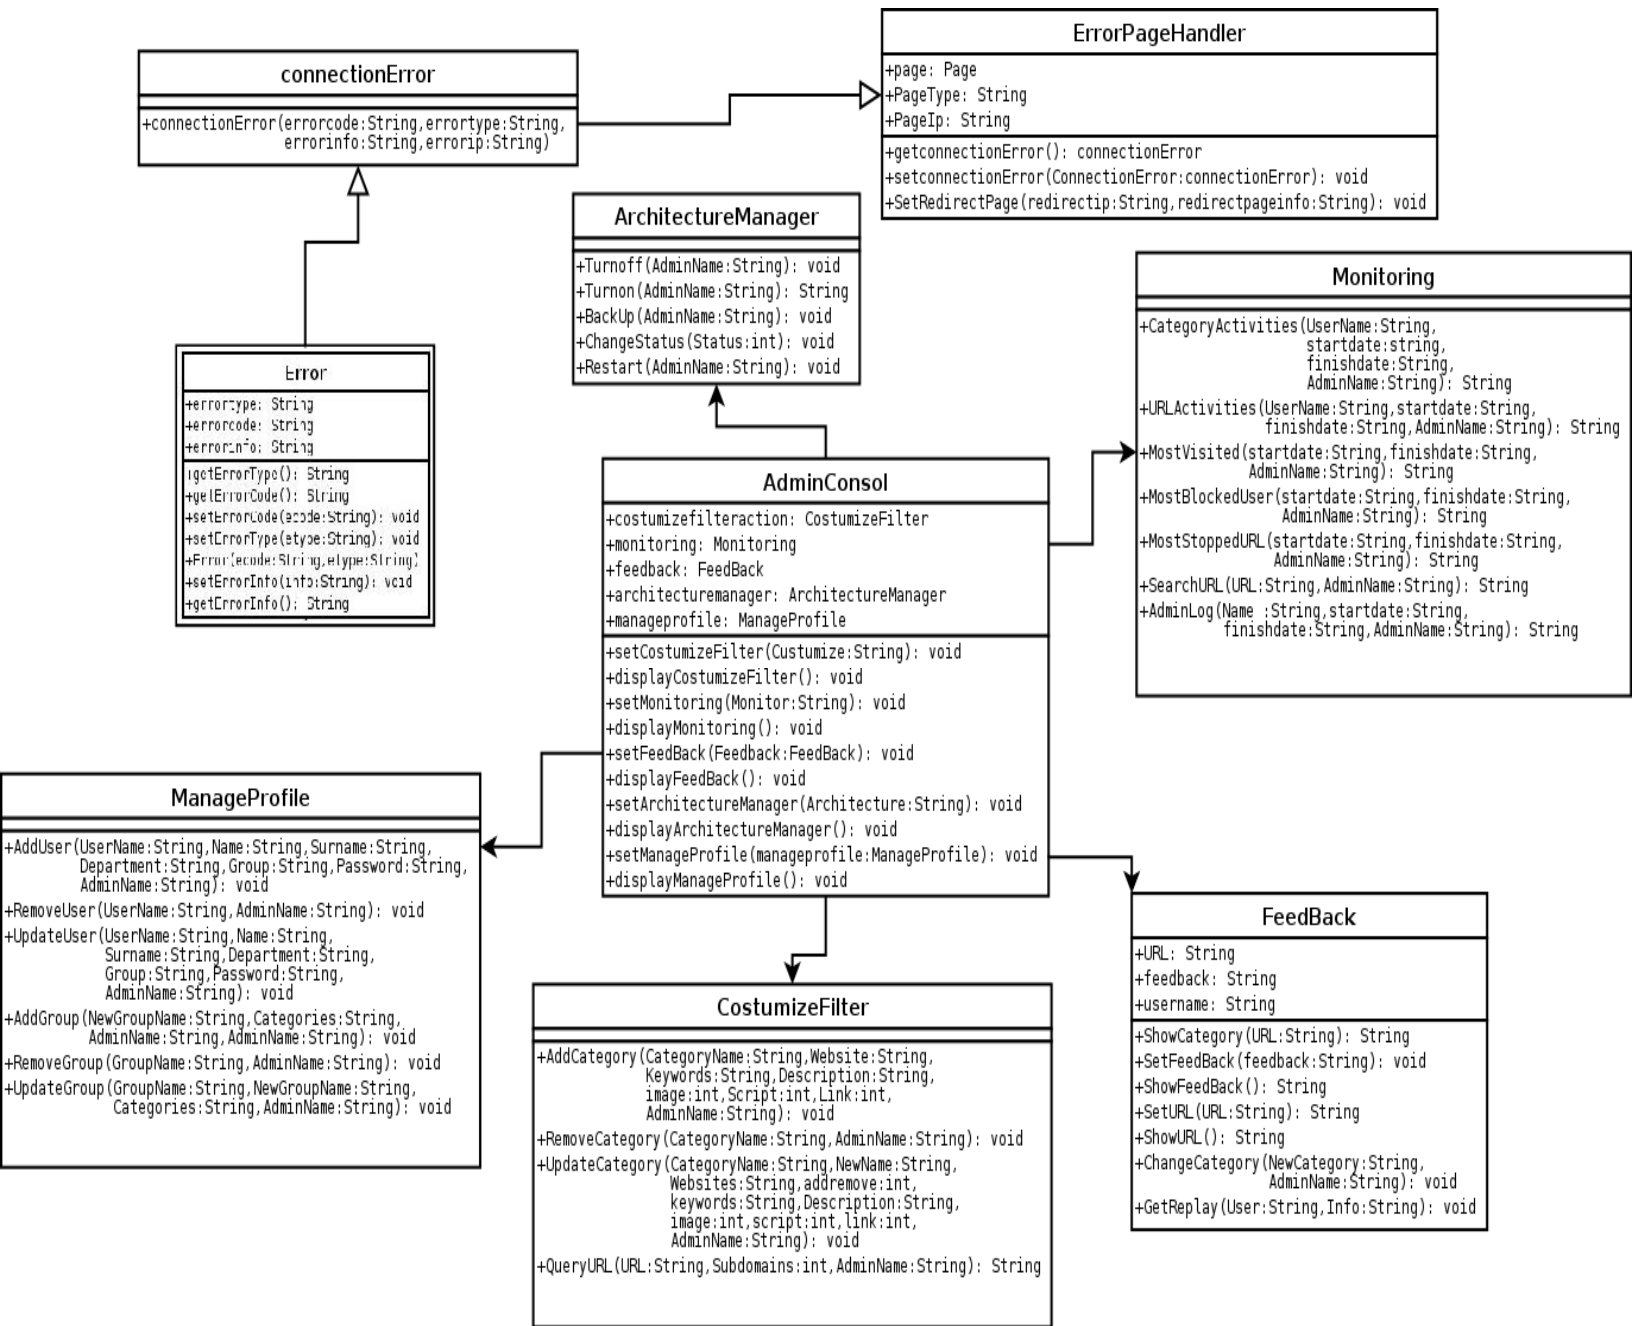 connectionError
+connectionError(errorcode:String,errortype:String,
errorinfo:String,errorip:String)
ErrorPageHandler
+page: Page
+PageType: String
+PageIp: String
+getconnectionError(): connectionError
+setconnectionError(ConnectionError:connectionError): void
+SetRedirectPage(redirectip:String,redirectpageinfo:String): void
ArchitectureManager
+Turnoff(AdminName:String): void
+Turnon(AdminName:String): String
+BackUp(AdminName:String): void
+ChangeStatus(Status:int): void
+Restart(AdminName:String): void
Monitoring
+CategoryActivities(UserName:String,
startdate:string,
finishdate:String,
AdminName:String): String
+URLActivities(UserName:String,startdate:String,
finishdate:String,AdminName:String): String
+MostVisited(startdate:String,finishdate:String,
AdminName:String): String
+MostBlockedUser(startdate:String,finishdate:String,
AdminName:String): String
+MostStoppedURL(startdate:String,finishdate:String,
AdminName:String): String
+SearchURL(URL:String,AdminName:String): String
+AdminLog(Name :String,startdate:String,
finishdate:String,AdminName:String): String
Error
+errortype: String
+errorcode: String
+errorinfo: String
+getErrorType(): String
+getErrorCode(): String
+setErrorCode(ecode:String): void
+setErrorType(etype:String): void
+Error(ecode:String,etype:String)
+setErrorInfo(info:String): void
+getErrorInfo(): String
AdminConsol
+costumizefilteraction: CostumizeFilter
+monitoring: Monitoring
+feedback: FeedBack
+architecturemanager: ArchitectureManager
+manageprofile: ManageProfile
+setCostumizeFilter(Custumize:String): void
+displayCostumizeFilter(): void
+setMonitoring(Monitor:String): void
+displayMonitoring(): void
+setFeedBack(Feedback:FeedBack): void
+displayFeedBack(): void
+setArchitectureManager(Architecture:String): void
+displayArchitectureManager(): void
+setManageProfile(manageprofile:ManageProfile): void
+displayManageProfile(): void
ManageProfile
+AddUser(UserName:String,Name:String,Surname:String,
Department:String,Group:String,Password:String,
AdminName:String): void
+RemoveUser(UserName:String,AdminName:String): void
+UpdateUser(UserName:String,Name:String,
Surname:String,Department:String,
Group:String,Password:String,
AdminName:String): void
+AddGroup(NewGroupName:String,Categories:String,
AdminName:String,AdminName:String): void
+RemoveGroup(GroupName:String,AdminName:String): void
+UpdateGroup(GroupName:String,NewGroupName:String,
Categories:String,AdminName:String): void
CostumizeFilter
+AddCategory(CategoryName:String,Website:String,
Keywords:String,Description:String,
image:int,Script:int,Link:int,
AdminName:String): void
+RemoveCategory(CategoryName:String,AdminName:String): void
+UpdateCategory(CategoryName:String,NewName:String,
Websites:String,addremove:int,
keywords:String,Description:String,
image:int,script:int,link:int,
AdminName:String): void
+QueryURL(URL:String,Subdomains:int,AdminName:String): String
FeedBack
+URL: String
+feedback: String
+username: String
+ShowCategory(URL:String): String
+SetFeedBack(feedback:String): void
+ShowFeedBack(): String
+SetURL(URL:String): String
+ShowURL(): String
+ChangeCategory(NewCategory:String,
AdminName:String): void
+GetReplay(User:String,Info:String): void